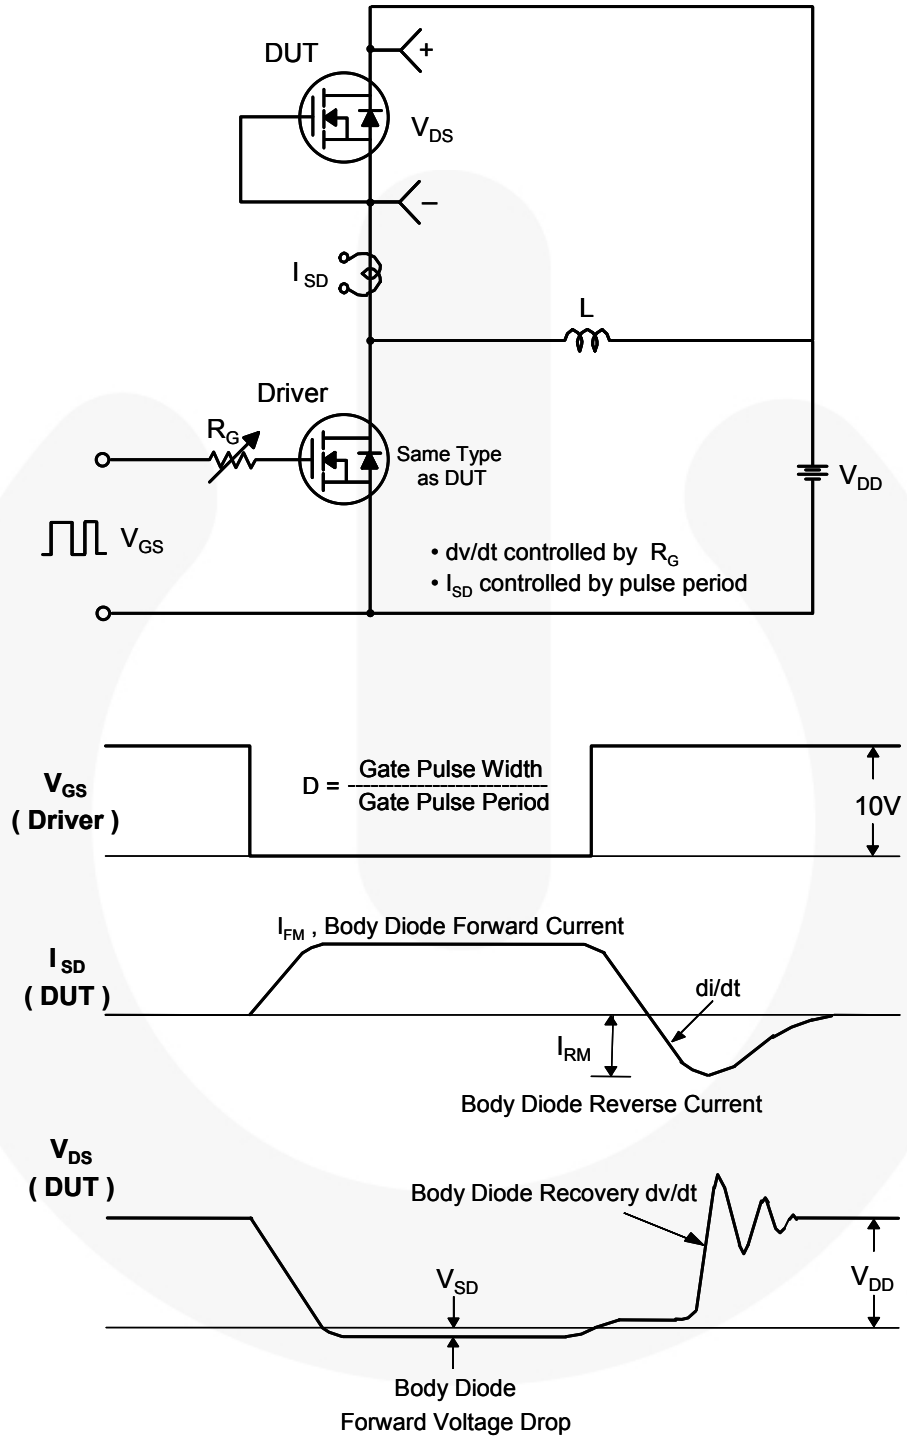 DUT
+
V_DS
–
I_SD
L
Driver
R_G
Same Type
as DUT
V_DD
V_GS
• dv/dt controlled by R_G
• I_SD controlled by pulse period
V_GS
( Driver )
D = Gate Pulse Width
Gate Pulse Period
10V
I_FM , Body Diode Forward Current
I_SD
( DUT )
di/dt
I_RM
Body Diode Reverse Current
V_DS
( DUT )
Body Diode Recovery dv/dt
V_SD
V_DD
Body Diode
Forward Voltage Drop